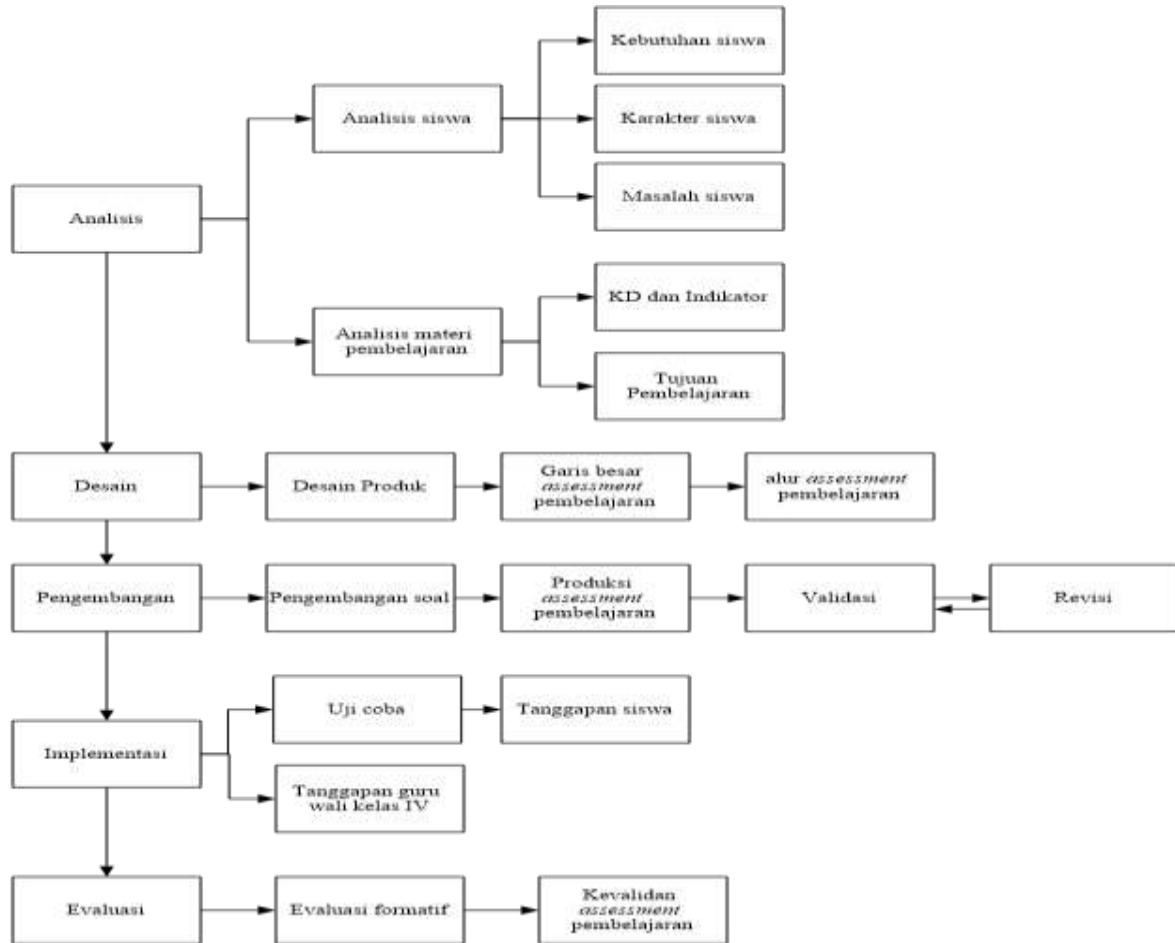 Kebutuhan siswa
Analisis siswa
Karakter siswa
Masalah siswa
Analisis
KD dan Indikator
Analisis materi
pembelajaran
Tujuan
Pembelajaran
Desain
Desain Produk
Garis besar
assessment
pembelajaran
alur assessment
pembelajaran
Pengembangan
Pengembangan soal
Produksi
assessment
pembelajaran
Validasi
Revisi
Implementasi
Uji coba
Tanggapan siswa
Tanggapan guru
wali kelas IV
Evaluasi
Evaluasi formatif
Kevalidan
assessment
pembelajaran